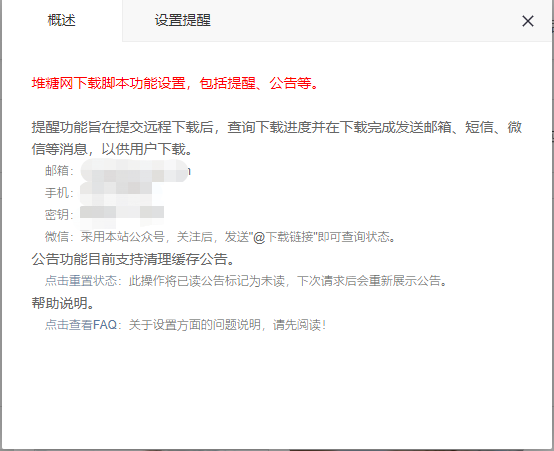 概述
设置提醒
堆糖网下载脚本功能设置，包括提醒、公告等。
提醒功能旨在提交远程下载后，查询下载进度并在下载完成发送邮箱、短信、微
信等消息，以供用户下载。
邮箱：
手机：
密钥：
微信：采用本站公众号，关注后，发送"@下载链接"即可查询状态。
公告功能目前支持清理缓存公告。
点击重置状态：此操作将已读公告标记为未读，下次请求后会重新展示公告。
帮助说明。
点击查看FAQ：关于设置方面的问题说明，请先阅读！